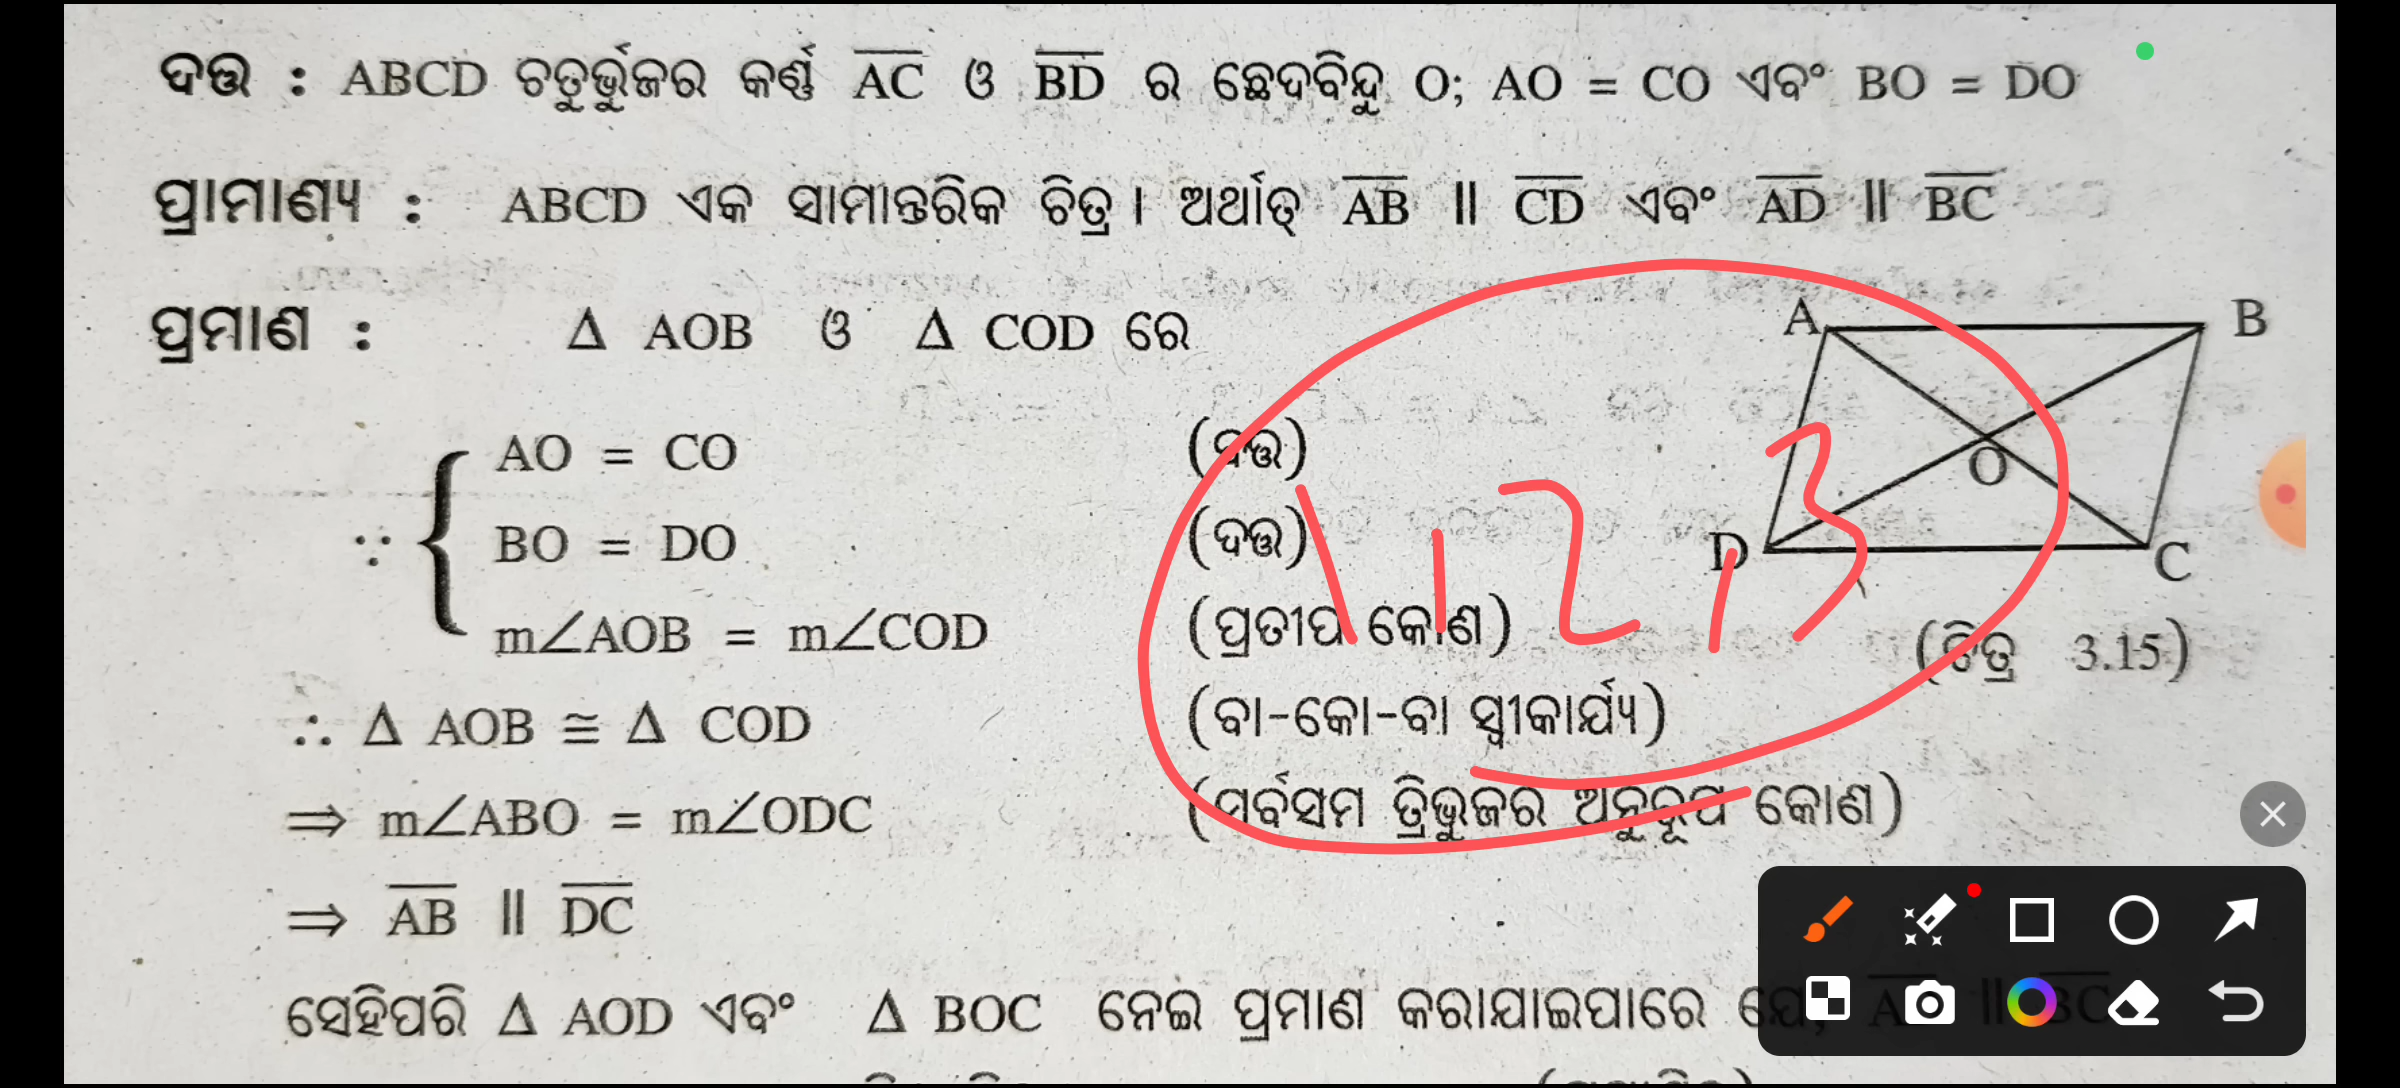 ଦତ୍ତ : ABCD ଚତୁର୍ଭୁଜର କର୍ଣ୍ଣ AC ଓ BD ର ଛେଦବିନ୍ଦୁ O; AO = CO ଏବଂ BO = DO
ପ୍ରାମାଣ୍ୟ : ABCD ଏକ ସାମାନ୍ତରିକ ଚିତ୍ର। ଅର୍ଥାତ୍ AB || CD ଏବଂ AD || BC
ପ୍ରମାଣ : Δ AOB ଓ Δ COD ରେ
A B
O
D C
(ଚିତ୍ର 3.15)
∵ { AO = CO (ଦତ୍ତ)
BO = DO (ଦତ୍ତ)
m∠AOB = m∠COD (ପ୍ରତୀପ କୋଣ)
\ 1 2 1 3
∴ Δ AOB ≅ Δ COD (ବା-କୋ-ବା ସ୍ୱୀକାର୍ଯ୍ୟ)
⇒ m∠ABO = m∠ODC (ସର୍ବସମ ତ୍ରିଭୁଜର ଅନୁରୂପ କୋଣ)
⇒ AB || DC
ସେହିପରି Δ AOD ଏବଂ Δ BOC ନେଇ ପ୍ରମାଣ କରାଯାଇପାରେ ଯେ, A || BC